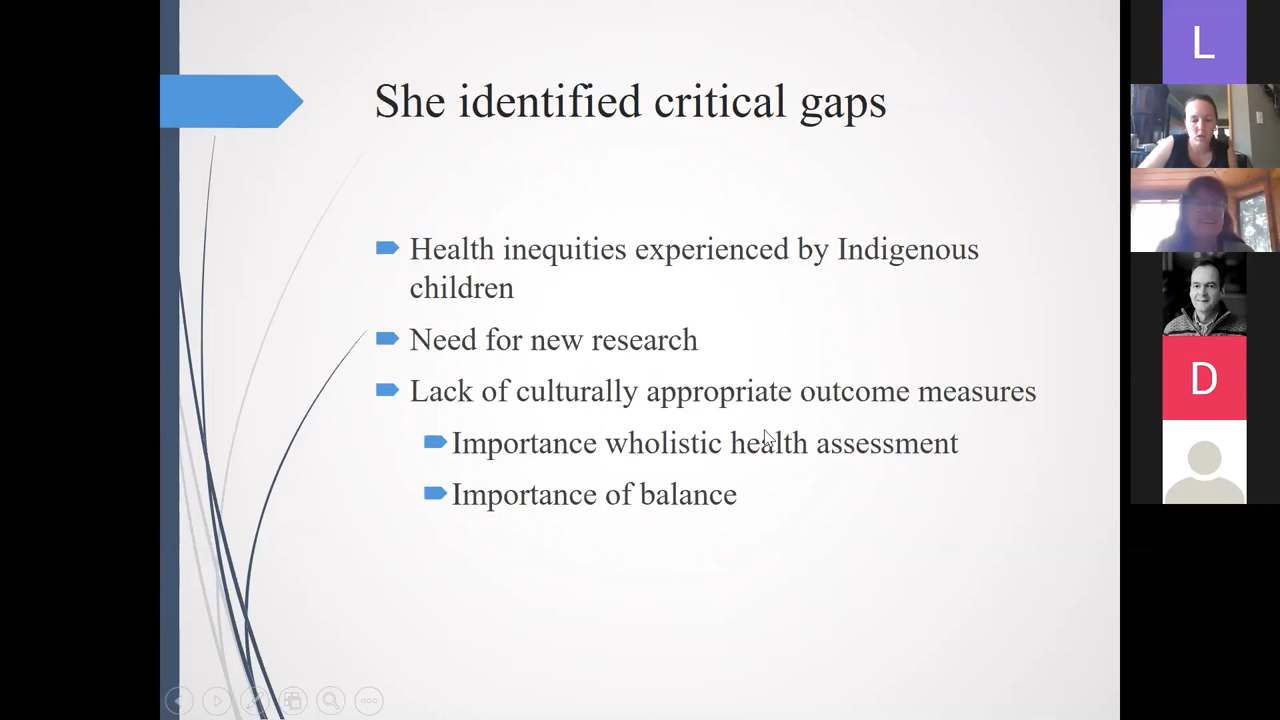 She identified critical gaps
Health inequities experienced by Indigenous
children
Need for new research
Lack of culturally appropriate outcome measures
Importance wholistic health assessment
Importance of balance
L
D